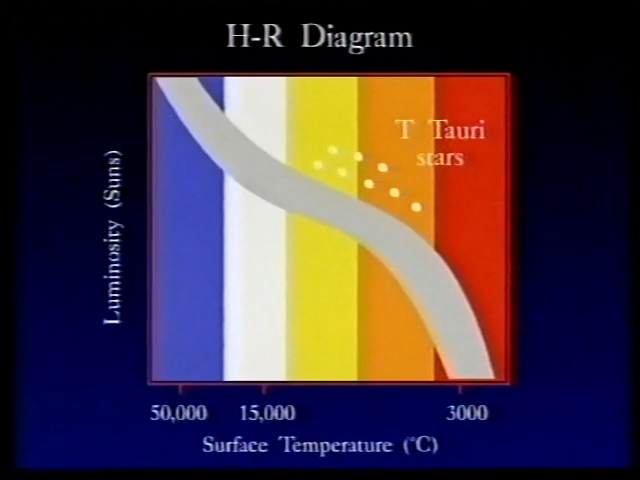 H-R Diagram
T Tauri
stars
Luminosity (Suns)
50,000 15,000 3000
Surface Temperature (°C)